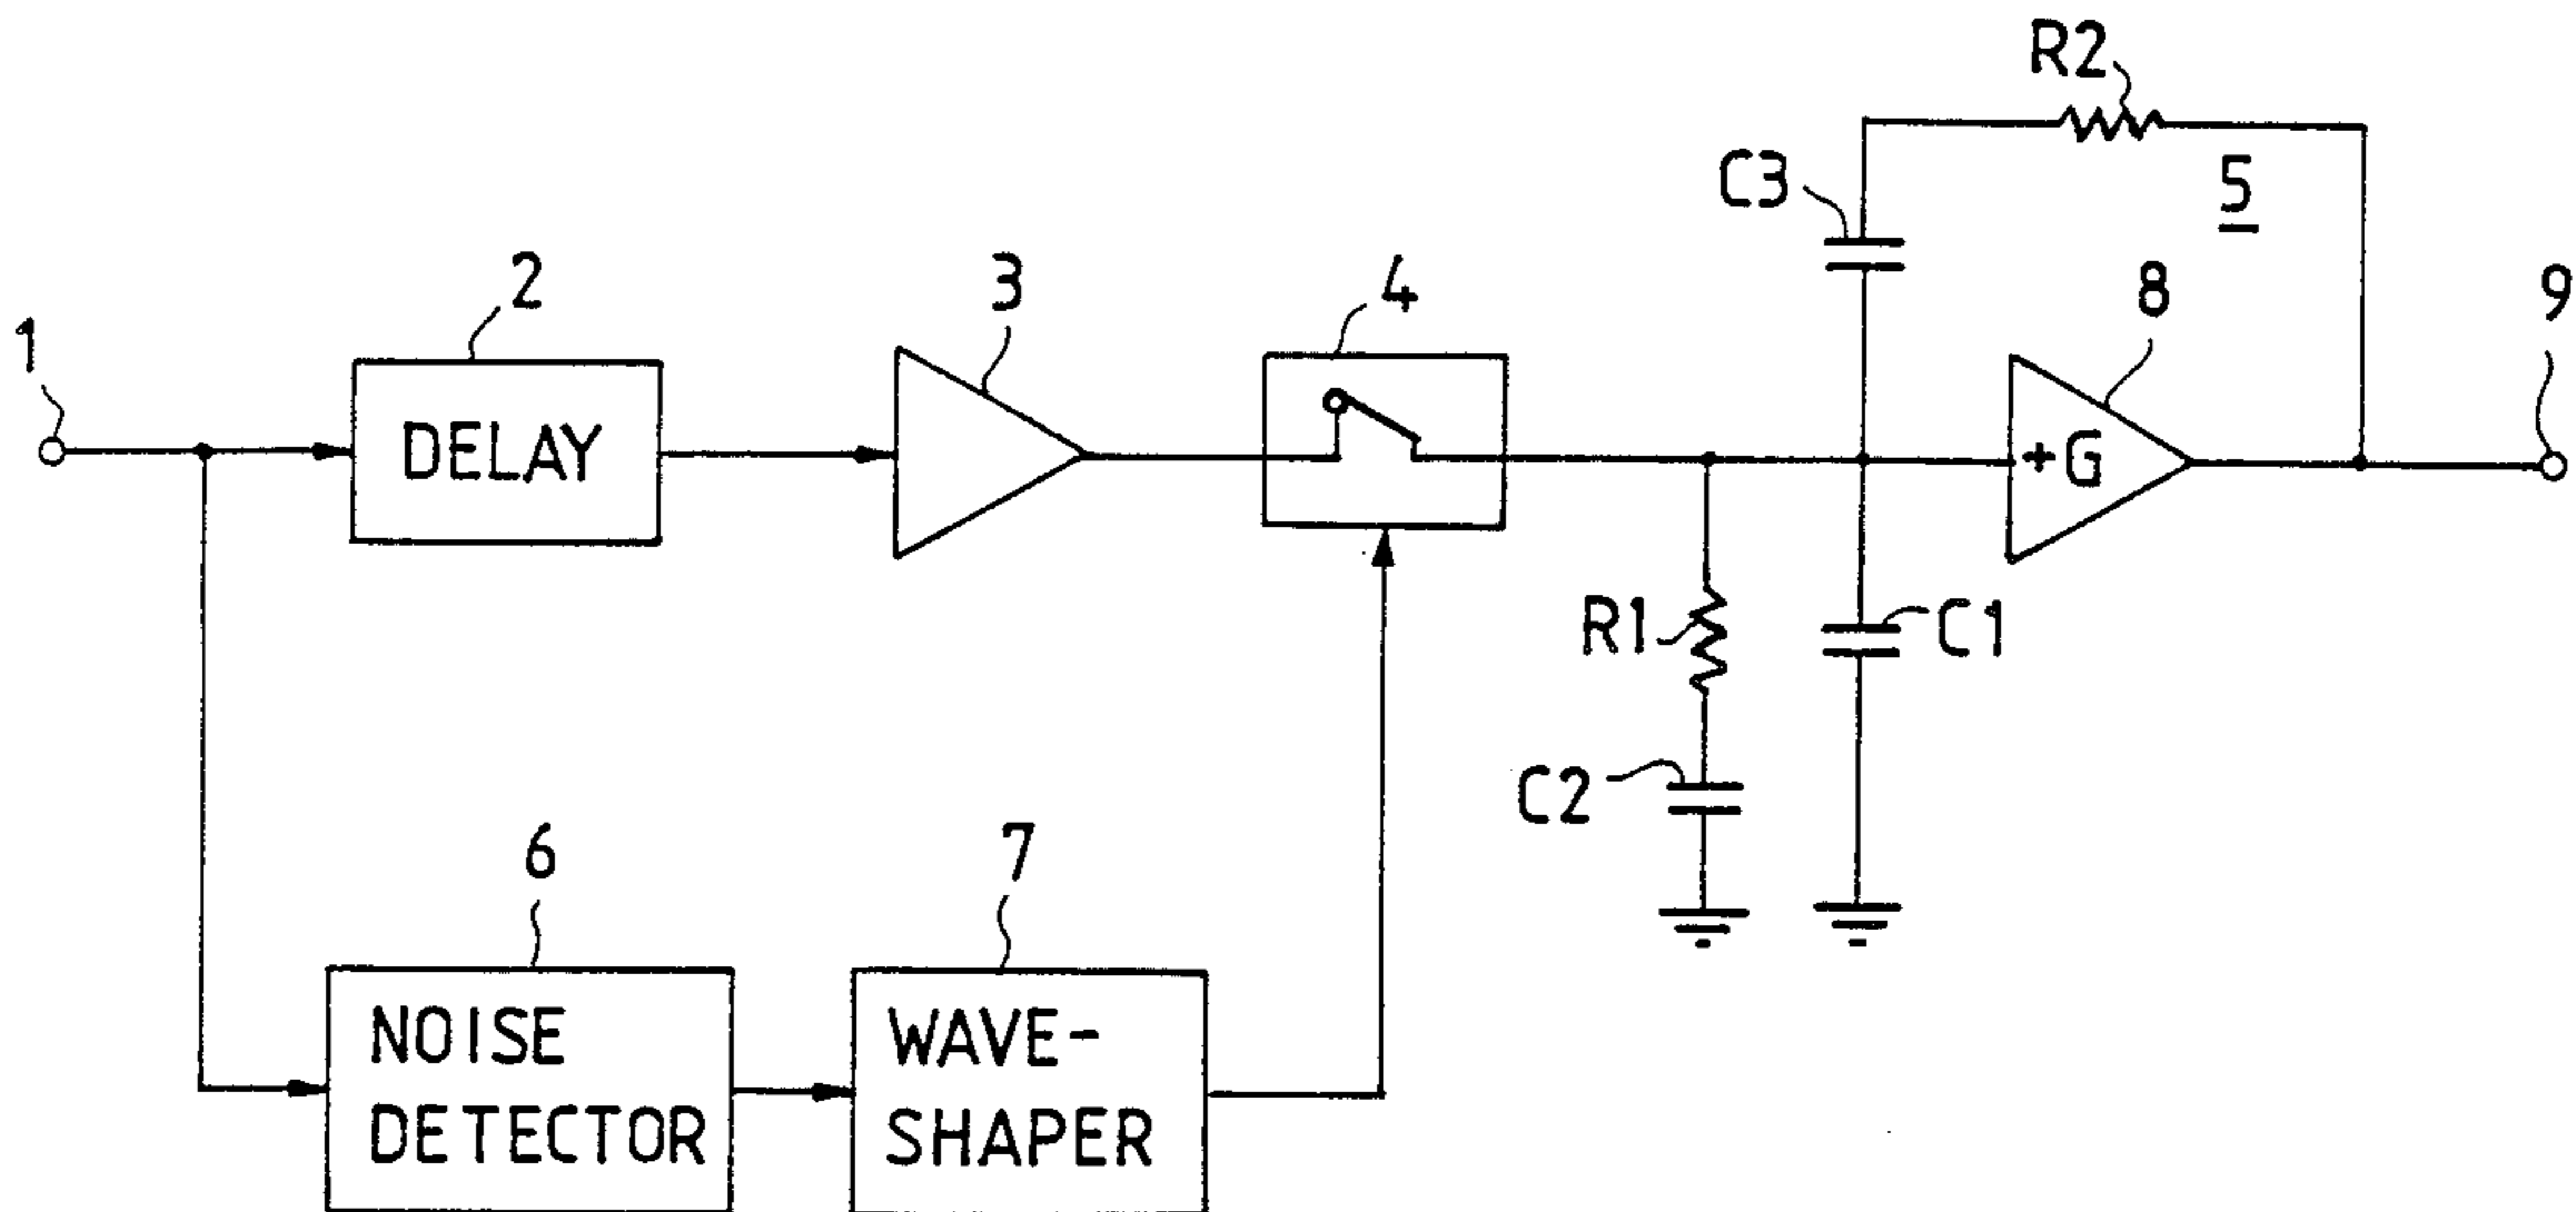 R2
C3
5
2
3
4
8
9
1
DELAY
+G
R1
C1
C2
6
7
NOISE
DETECTOR
WAVE-
SHAPER